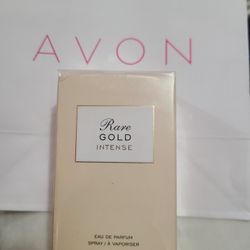 AVON
Rare
GOLD
INTENSE
EAU DE PARFUM
SPRAY / À VAPORISER